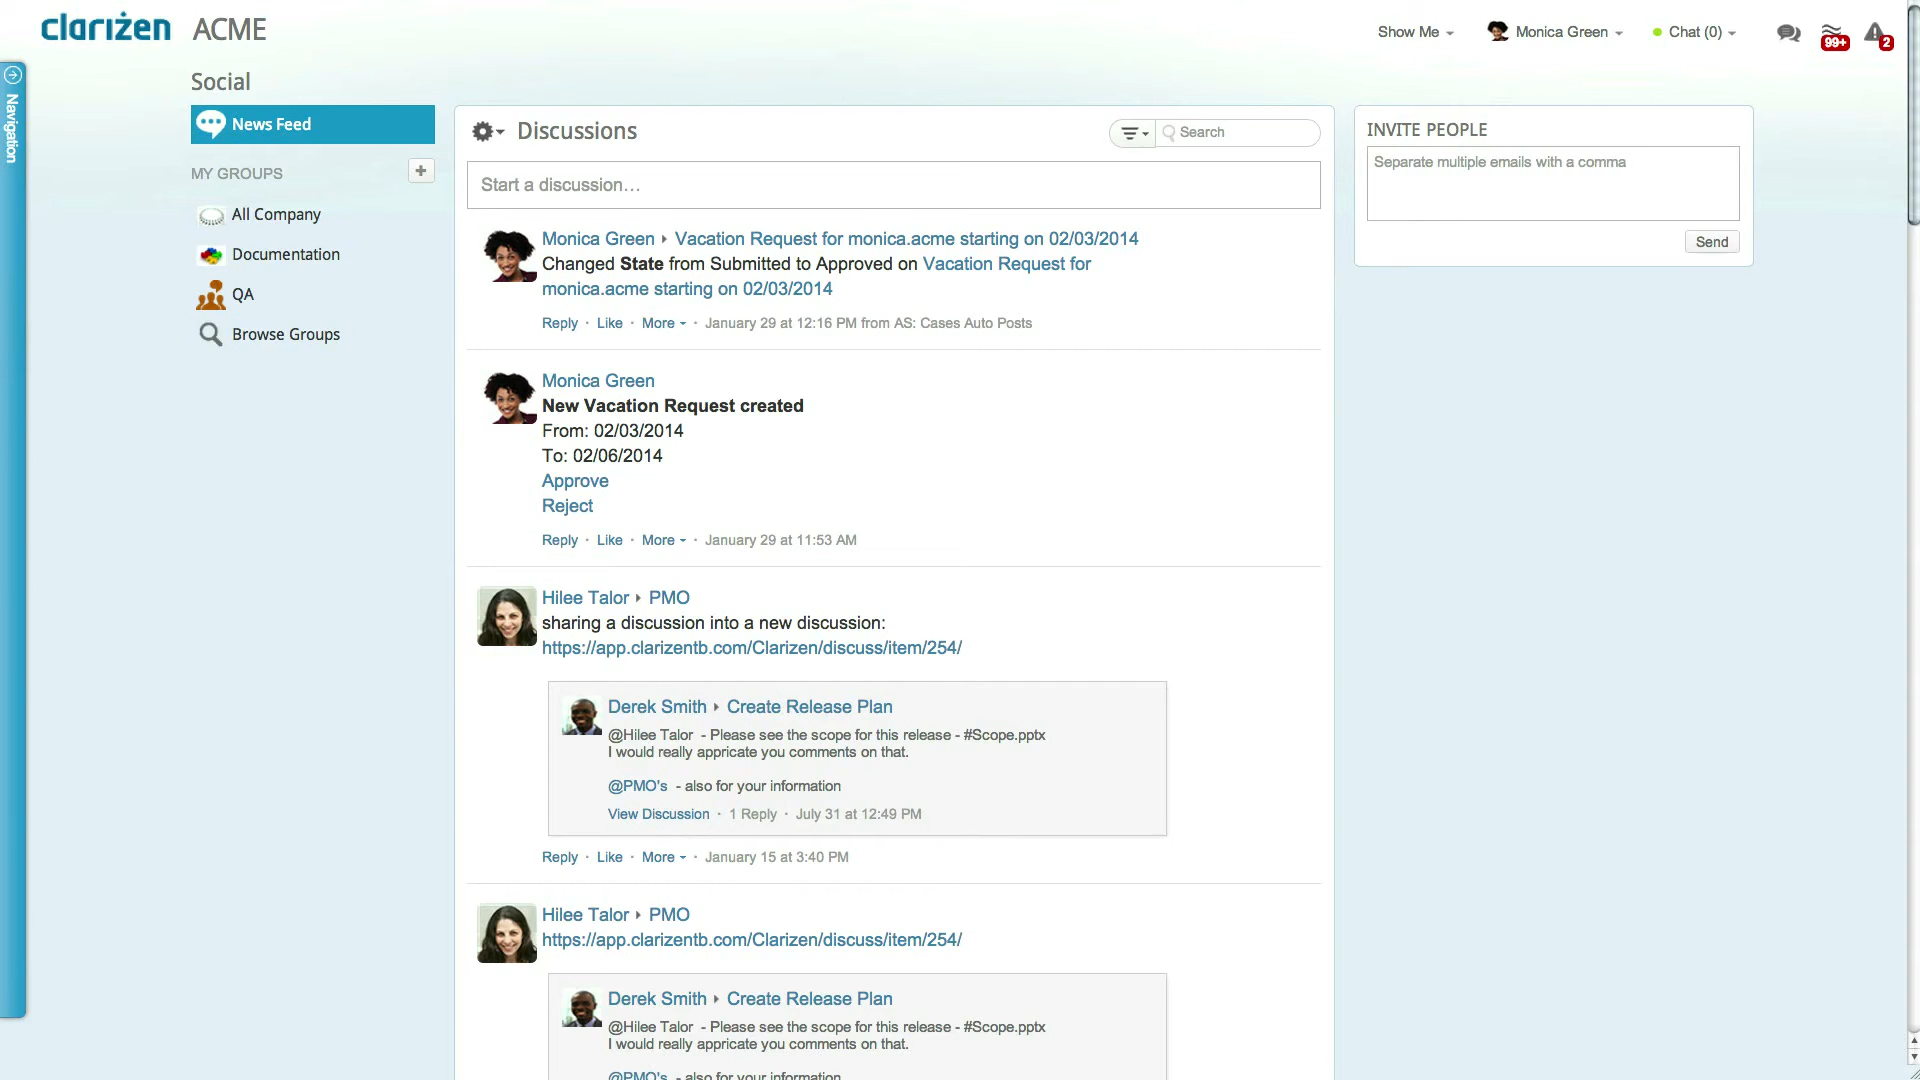 clarizen ACME
Show Me
Monica Green
Chat (0)
99+
2
Navigation
Social
News Feed
MY GROUPS
+
All Company
Documentation
QA
Browse Groups
Discussions
Search
Start a discussion…
Monica Green Vacation Request for monica.acme starting on 02/03/2014
Changed State from Submitted to Approved on Vacation Request for
monica.acme starting on 02/03/2014
Reply · Like · More · January 29 at 12:16 PM from AS: Cases Auto Posts
Monica Green
New Vacation Request created
From: 02/03/2014
To: 02/06/2014
Approve
Reject
Reply · Like · More · January 29 at 11:53 AM
Hilee Talor PMO
sharing a discussion into a new discussion:
https://app.clarizentb.com/Clarizen/discuss/item/254/
Derek Smith Create Release Plan
@Hilee Talor - Please see the scope for this release - #Scope.pptx
I would really appricate you comments on that.
@PMO's - also for your information
View Discussion · 1 Reply · July 31 at 12:49 PM
Reply · Like · More · January 15 at 3:40 PM
Hilee Talor PMO
https://app.clarizentb.com/Clarizen/discuss/item/254/
Derek Smith Create Release Plan
@Hilee Talor - Please see the scope for this release - #Scope.pptx
I would really appricate you comments on that.
@PMO's - also for your information
INVITE PEOPLE
Separate multiple emails with a comma
Send